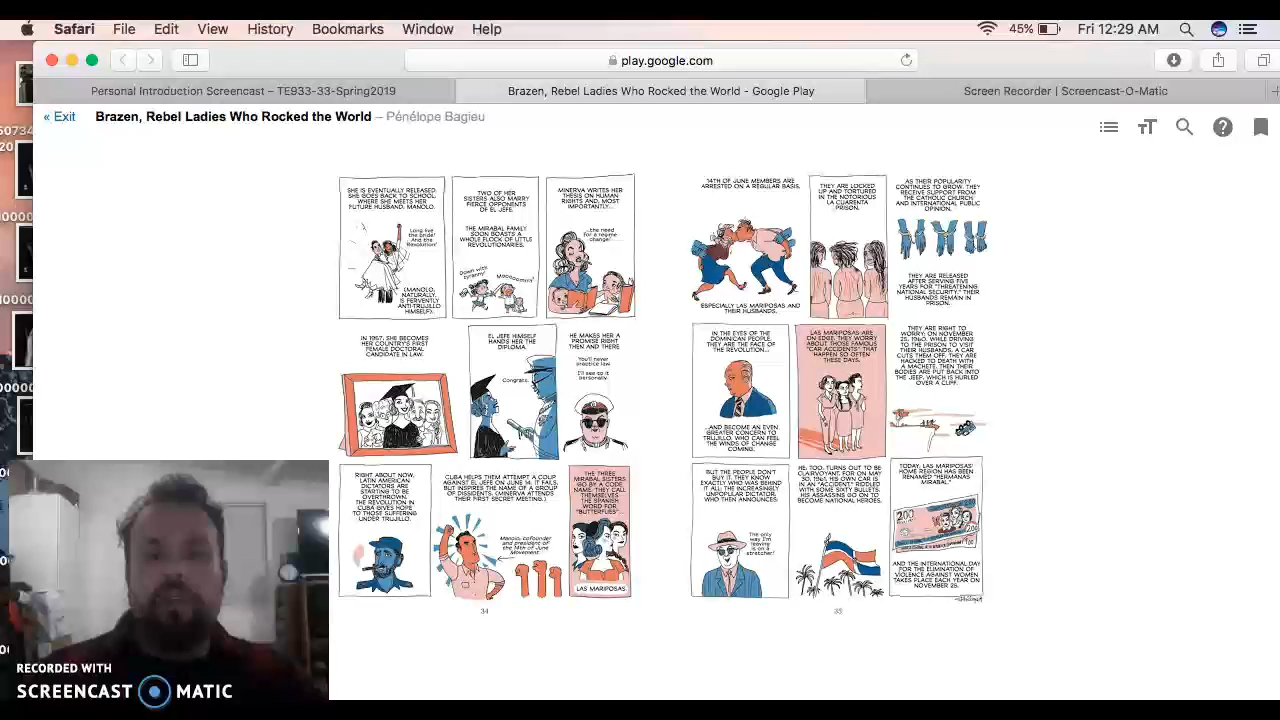 Safari File Edit View History Bookmarks Window Help 45% Fri 12:29 AM
play.google.com
Personal Introduction Screencast – TE933-33-Spring2019
Brazen, Rebel Ladies Who Rocked the World - Google Play
Screen Recorder | Screencast-O-Matic
« Exit Brazen, Rebel Ladies Who Rocked the World – Pénélope Bagieu
SHE IS EVENTUALLY RELEASED.
SHE GOES BACK TO SCHOOL,
WHERE SHE MEETS HER
FUTURE HUSBAND, MANOLO.
Long live
the bride!
And the
Revolution!
(MANOLO,
NATURALLY,
IS FERVENTLY
ANTI-TRUJILLO
HIMSELF).
TWO OF HER
SISTERS ALSO MARRY
FIERCE OPPONENTS
OF EL JEFE.
THE MIRABAL FAMILY
SOON BOASTS A
WHOLE FLOCK OF LITTLE
REVOLUTIONARIES.
Down with
tyranny!
MINERVA WRITES HER
THESIS ON HUMAN
RIGHTS AND, MOST
IMPORTANTLY...
...the need
for a regime
change!
IN 1957, SHE BECOMES
HER COUNTRY'S FIRST
FEMALE DOCTORAL
CANDIDATE IN LAW.
EL JEFE HIMSELF
HANDS HER THE
DIPLOMA.
Congrats.
HE MAKES HER A
PROMISE RIGHT
THEN AND THERE
You'll never
practice law.
I'll see to it
personally.
RIGHT ABOUT NOW,
LATIN AMERICAN
DICTATORS ARE
STARTING TO BE
OVERTHROWN.
THE REVOLUTION IN
CUBA GIVES HOPE
TO THOSE SUFFERING
UNDER TRUJILLO.
CUBA HELPS THEM ATTEMPT A COUP
AGAINST EL JEFE ON JUNE 14. IT FAILS,
BUT INSPIRES THE NAME OF A GROUP
OF DISSIDENTS. (MINERVA ATTENDS
THEIR FIRST SECRET MEETING.)
Manolo, cofounder
and president of
the 14th of June
Movement
THE THREE
MIRABAL SISTERS
GO BY A CODE
NAME: THEY CALL
THEMSELVES
THE SPANISH
WORD FOR
"BUTTERFLIES"...
LAS MARIPOSAS.
34
14TH OF JUNE MEMBERS ARE
ARRESTED ON A REGULAR BASIS,
ESPECIALLY LAS MARIPOSAS AND
THEIR HUSBANDS.
THEY ARE LOCKED
UP AND TORTURED
IN THE NOTORIOUS
LA CUARENTA
PRISON.
AS THEIR POPULARITY
CONTINUES TO GROW, THEY
RECEIVE SUPPORT FROM
THE CATHOLIC CHURCH
AND INTERNATIONAL PUBLIC
OPINION.
THEY ARE RELEASED
AFTER SERVING FIVE
YEARS FOR "THREATENING
NATIONAL SECURITY." THEIR
HUSBANDS REMAIN IN
PRISON.
IN THE EYES OF THE
DOMINICAN PEOPLE,
THEY ARE THE FACE OF
THE REVOLUTION...
...AND BECOME AN EVEN
GREATER CONCERN TO
TRUJILLO, WHO CAN FEEL
THE WINDS OF CHANGE
COMING.
LAS MARIPOSAS ARE
ON EDGE. THEY WORRY
ABOUT THOSE FAMOUS
"CAR ACCIDENTS" THAT
HAPPEN SO OFTEN
THESE DAYS.
THEY ARE RIGHT TO
WORRY: ON NOVEMBER
25, 1960, WHILE DRIVING
TO THE PRISON TO VISIT
THEIR HUSBANDS, A CAR
CUTS THEM OFF. THEY ARE
HACKED TO DEATH WITH
A MACHETE. THEN THEIR
BODIES ARE PUT BACK INTO
THE JEEP, WHICH IS HURLED
OVER A CLIFF.
BUT THE PEOPLE DON'T
BUY IT. THEY KNOW
EXACTLY WHO WAS BEHIND
IT ALL: THE INCREASINGLY
UNPOPULAR DICTATOR,
WHO THEN ANNOUNCES:
The only
way I'm
leaving
is on a
stretcher!
HE, TOO, TURNS OUT TO BE
CLAIRVOYANT, FOR ON MAY
30, 1961, HIS OWN CAR IS
IN AN "ACCIDENT" RIDDLED
WITH SOME SIXTY BULLETS.
HIS ASSASSINS GO ON TO
BECOME NATIONAL HEROES.
TODAY, LAS MARIPOSAS'
HOME REGION HAS BEEN
RENAMED "HERMANAS
MIRABAL."
200
AND THE INTERNATIONAL DAY
FOR THE ELIMINATION OF
VIOLENCE AGAINST WOMEN
TAKES PLACE EACH YEAR ON
NOVEMBER 25.
35
RECORDED WITH
SCREENCAST MATIC